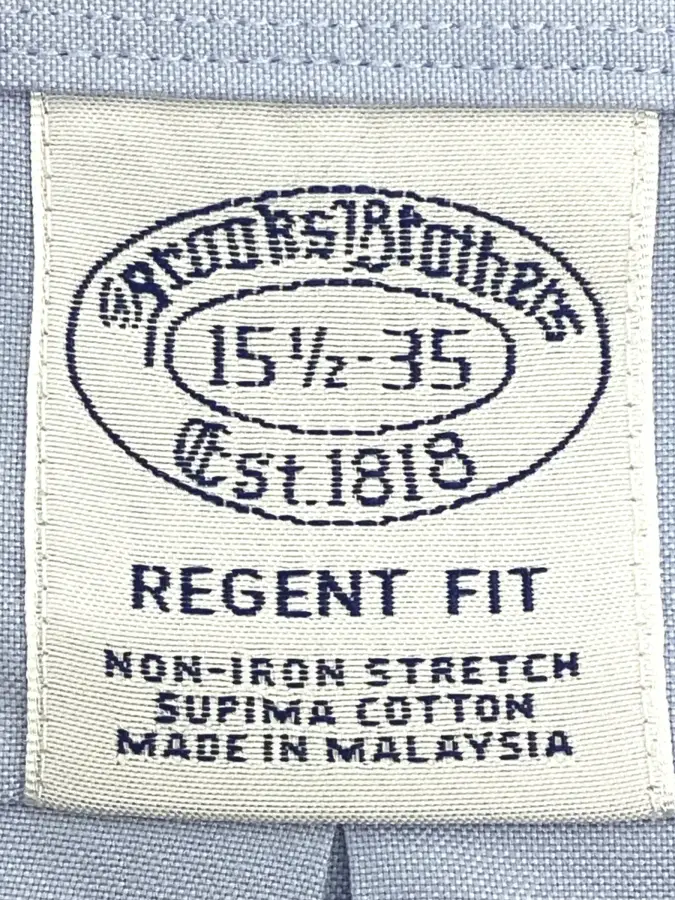 Brooks Brothers
15½-35
Est. 1818
REGENT FIT
NON-IRON STRETCH
SUPIMA COTTON
MADE IN MALAYSIA